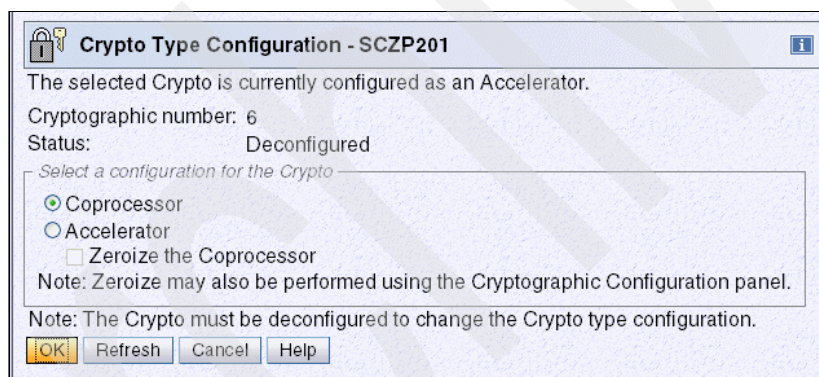 Crypto Type Configuration - SCZP201
i
The selected Crypto is currently configured as an Accelerator.
Cryptographic number: 6
Status: Deconfigured
Select a configuration for the Crypto
Coprocessor
Accelerator
Zeroize the Coprocessor
Note: Zeroize may also be performed using the Cryptographic Configuration panel.
Note: The Crypto must be deconfigured to change the Crypto type configuration.
OK Refresh Cancel Help